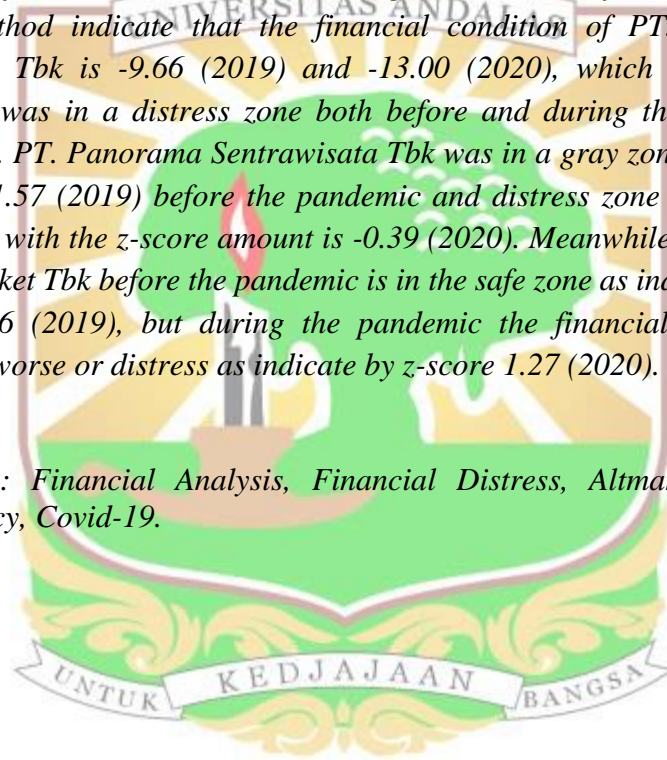 UNIVERSITAS ANDALAS
thod indicate that the financial condition of PT.
Tbk is -9.66 (2019) and -13.00 (2020), which
was in a distress zone both before and during th
. PT. Panorama Sentrawisata Tbk was in a gray zon
1.57 (2019) before the pandemic and distress zone
with the z-score amount is -0.39 (2020). Meanwhile
ket Tbk before the pandemic is in the safe zone as ind
6 (2019), but during the pandemic the financial
worse or distress as indicate by z-score 1.27 (2020).
: Financial Analysis, Financial Distress, Altma
cy, Covid-19.
UNTUK KEDJAJAAN BANGSA